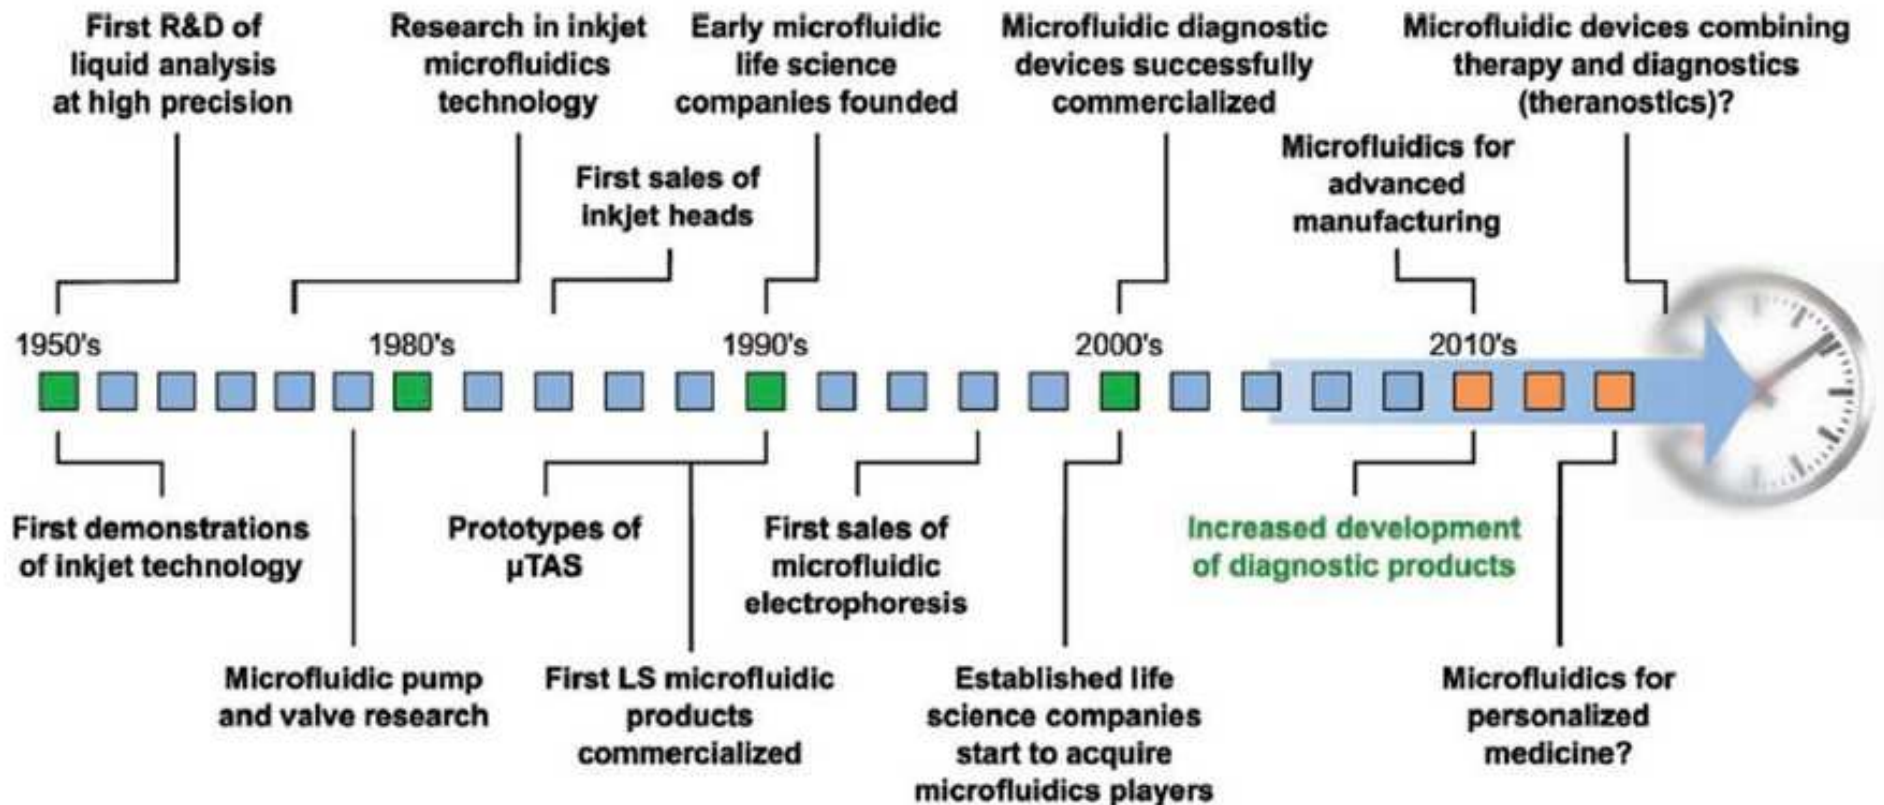 First R&D of
liquid analysis
at high precision
Research in inkjet
microfluidics
technology
Early microfluidic
life science
companies founded
Microfluidic diagnostic
devices successfully
commercialized
Microfluidic devices combining
therapy and diagnostics
(theranostics)?
First sales of
inkjet heads
Microfluidics for
advanced
manufacturing
1950's
1980's
1990's
2000's
2010's
First demonstrations
of inkjet technology
Prototypes of
µTAS
First sales of
microfluidic
electrophoresis
Increased development
of diagnostic products
Microfluidic pump
and valve research
First LS microfluidic
products
commercialized
Established life
science companies
start to acquire
microfluidics players
Microfluidics for
personalized
medicine?